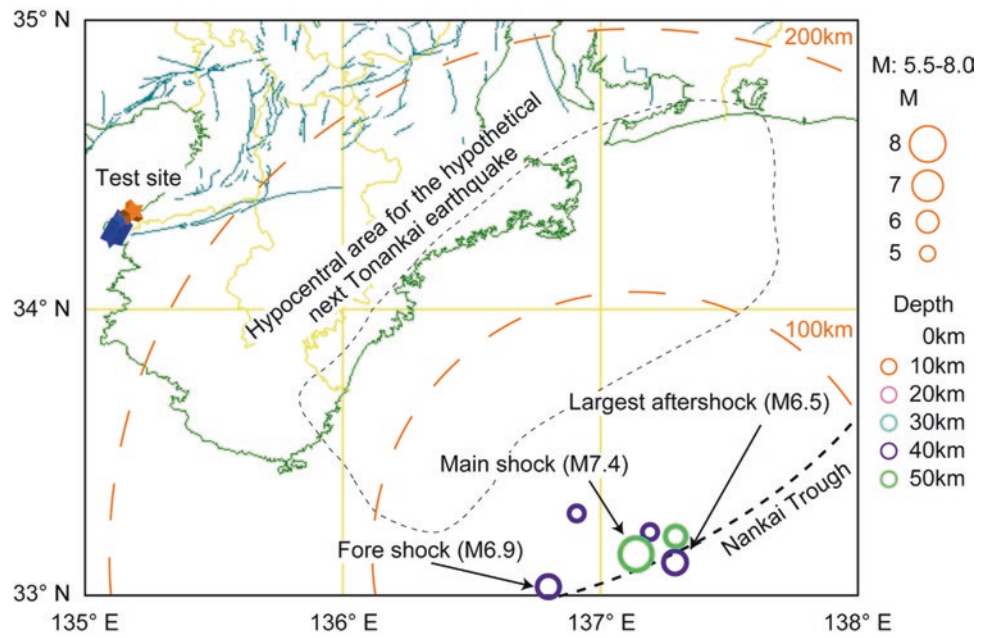 35° N
200km
M: 5.5-8.0
M
8
7
6
5
Test site
Hypocentral area for the hypothetical
next Tonankai earthquake
34° N
100km
Depth
0km
10km
20km
30km
40km
50km
Largest aftershock (M6.5)
Main shock (M7.4)
Nankai Trough
Fore shock (M6.9)
33° N
135° E
136° E
137° E
138° E